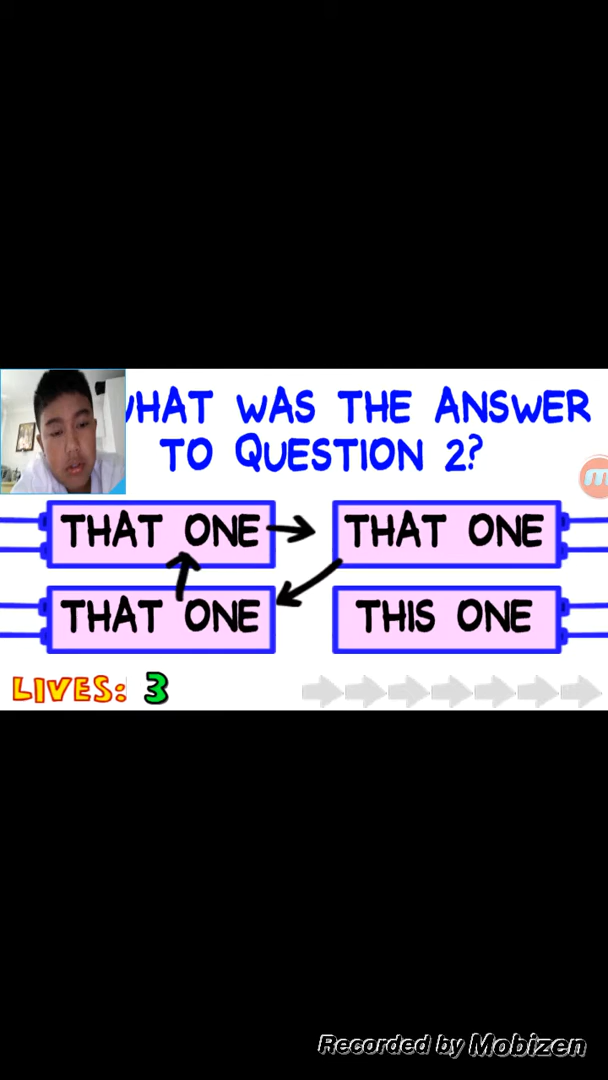 WHAT WAS THE ANSWER
TO QUESTION 2?
THAT ONE THAT ONE
THAT ONE THIS ONE
LIVES: 3
Recorded by Mobizen